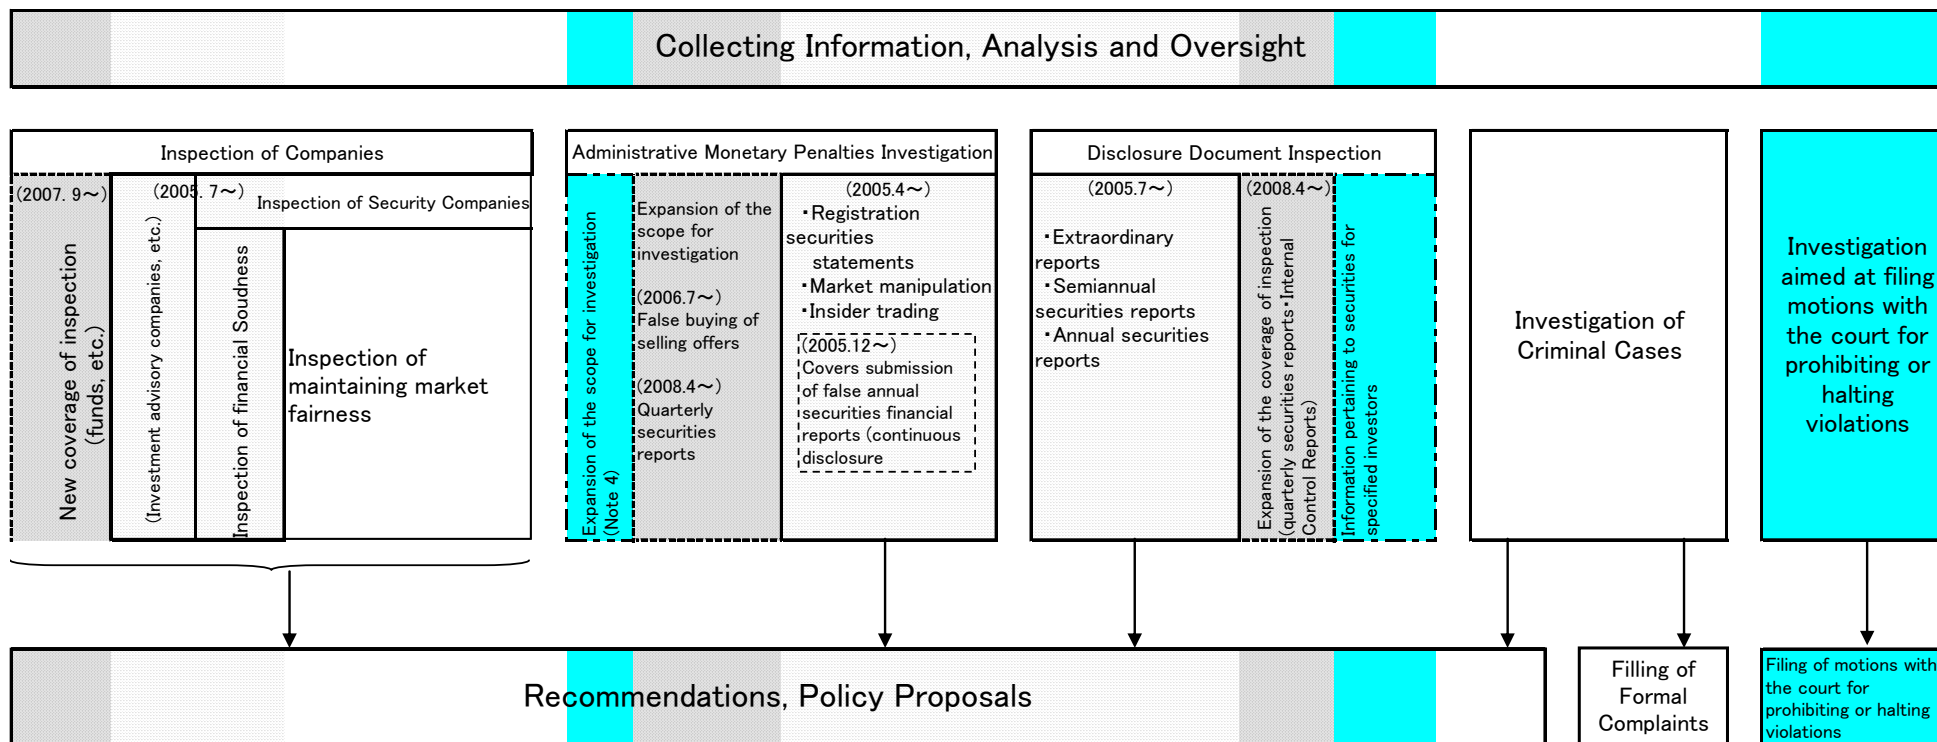 Collecting Information, Analysis and Oversight
Inspection of Companies
(2007. 9~)
New coverage of inspection
(funds, etc.)
(2005. 7~)
(Investment advisory companies, etc.)
Inspection of Security Companies
Inspection of financial Soudness
Inspection of
maintaining market
fairness
Administrative Monetary Penalties Investigation
Expansion of the scope for investigation
(Note 4)
Expansion of the
scope for
investigation
(2006.7~)
False buying of
selling offers
(2008.4~)
Quarterly
securities
reports
(2005.4~)
・Registration
securities
statements
・Market manipulation
・Insider trading
(2005.12~)
Covers submission
of false annual
securities financial
reports (continuous
disclosure
Disclosure Document Inspection
(2005.7~)
・Extraordinary
reports
・Semiannual
securities reports
・Annual securities
reports
(2008.4~)
Expansion of the coverage of inspection
(quarterly securities reports・Internal
Control Reports)
Information pertaining to securities for
specified investors
Investigation of
Criminal Cases
Investigation
aimed at filing
motions with
the court for
prohibiting or
halting
violations
Recommendations, Policy Proposals
Filling of
Formal
Complaints
Filing of motions with
the court for
prohibiting or halting
violations